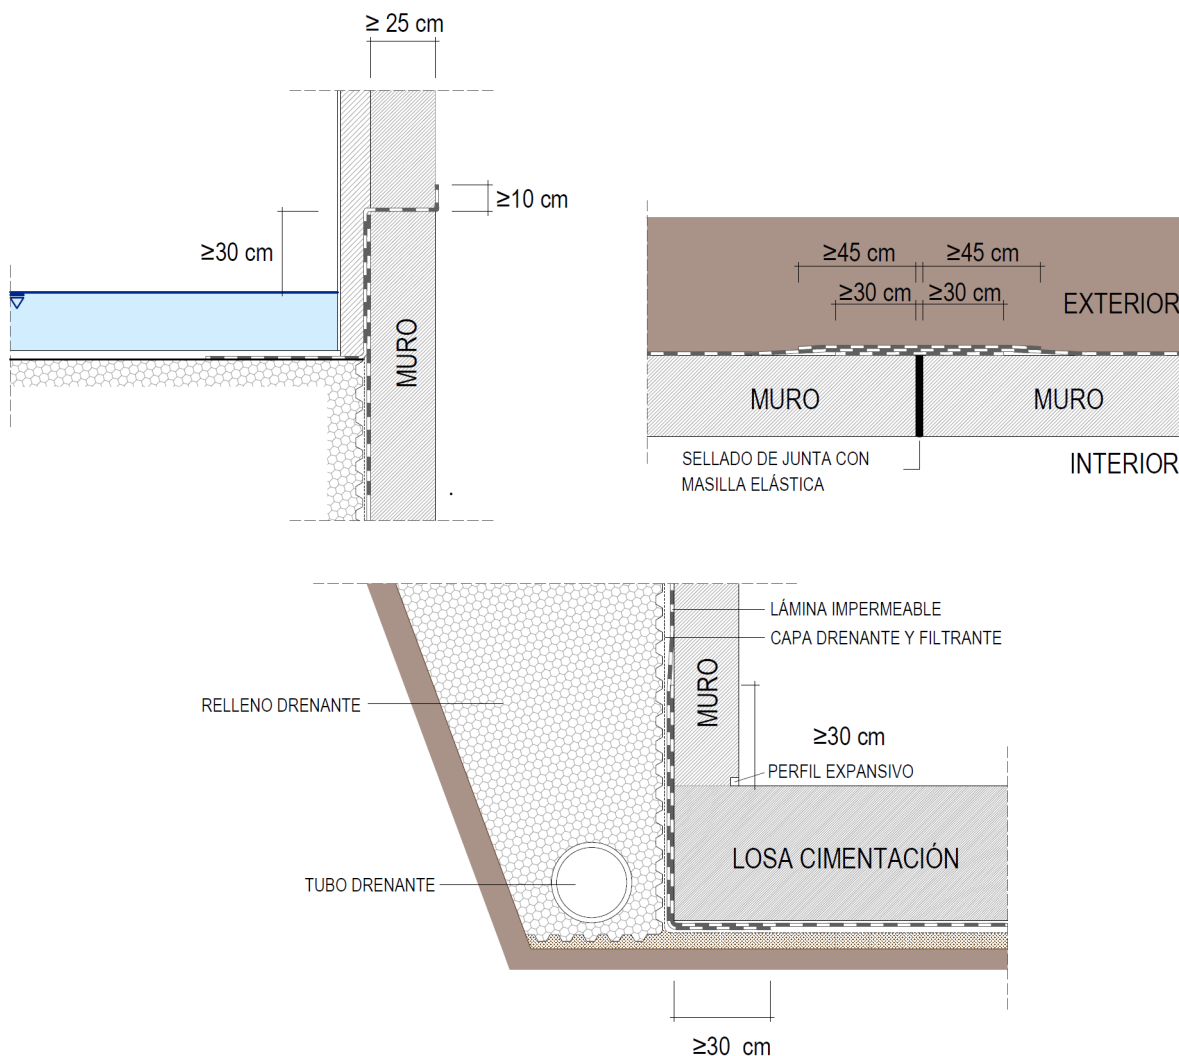 ≥ 25 cm
≥10 cm
≥30 cm
MURO
≥45 cm ≥45 cm
≥30 cm ≥30 cm
EXTERIOR
MURO MURO
SELLADO DE JUNTA CON
MASILLA ELÁSTICA
INTERIOR
LÁMINA IMPERMEABLE
CAPA DRENANTE Y FILTRANTE
MURO
RELLENO DRENANTE
≥30 cm
PERFIL EXPANSIVO
LOSA CIMENTACIÓN
TUBO DRENANTE
≥30 cm